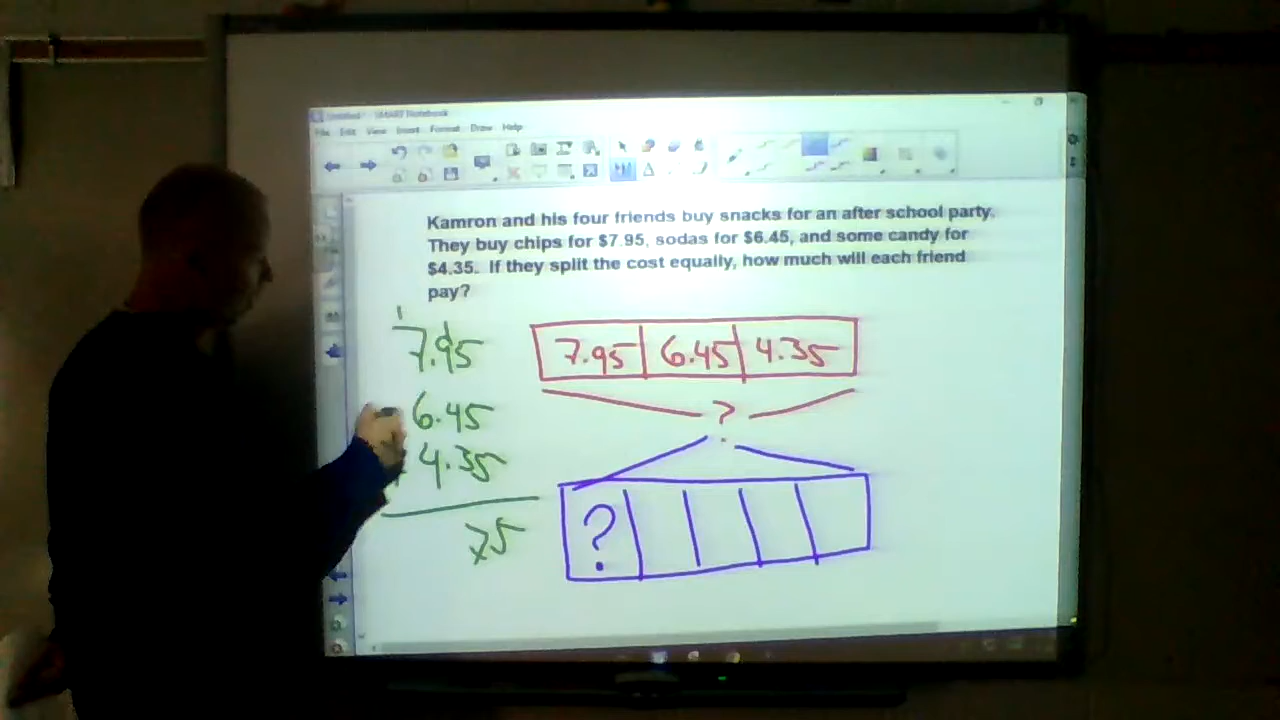 Untitled * - SMART Notebook
File Edit View Insert Format Draw Help
Kamron and his four friends buy snacks for an after school party.
They buy chips for $7.95, sodas for $6.45, and some candy for
$4.35. If they split the cost equally, how much will each friend
pay?
1 1
7.95
6.45
4.35
75
7.95 6.45 4.35
?
?